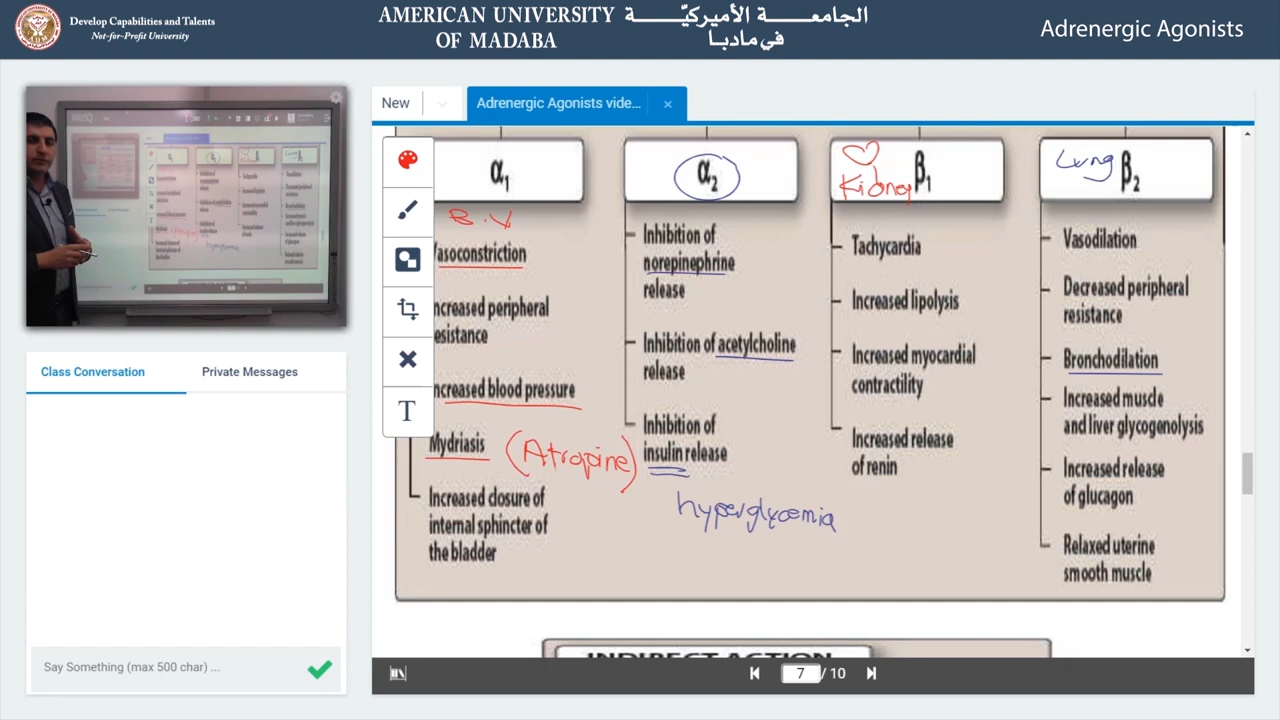 Develop Capabilities and Talents
Not-for-Profit University
AMERICAN UNIVERSITY
OF MADABA
الجامعــــة الأميركيّـــــة
في مادبـا
Adrenergic Agonists
New
Adrenergic Agonists vide...
×
WizIQ
Class Conversation
Private Messages
Say Something (max 500 char) ...
T
α1
B.V
Vasoconstriction
ncreased peripheral
esistance
ncreased blood pressure
Mydriasis (Atropine)
Increased closure of
internal sphincter of
the bladder
α2
Inhibition of
norepinephrine
release
Inhibition of acetylcholine
release
Inhibition of
insulin release
hyperglycemia
Kidney
β1
Tachycardia
Increased lipolysis
Increased myocardial
contractility
Increased release
of renin
Lung β2
Vasodilation
Decreased peripheral
resistance
Bronchodilation
Increased muscle
and liver glycogenolysis
Increased release
of glucagon
Relaxed uterine
smooth muscle
INDIRECT ACTION
7 / 10